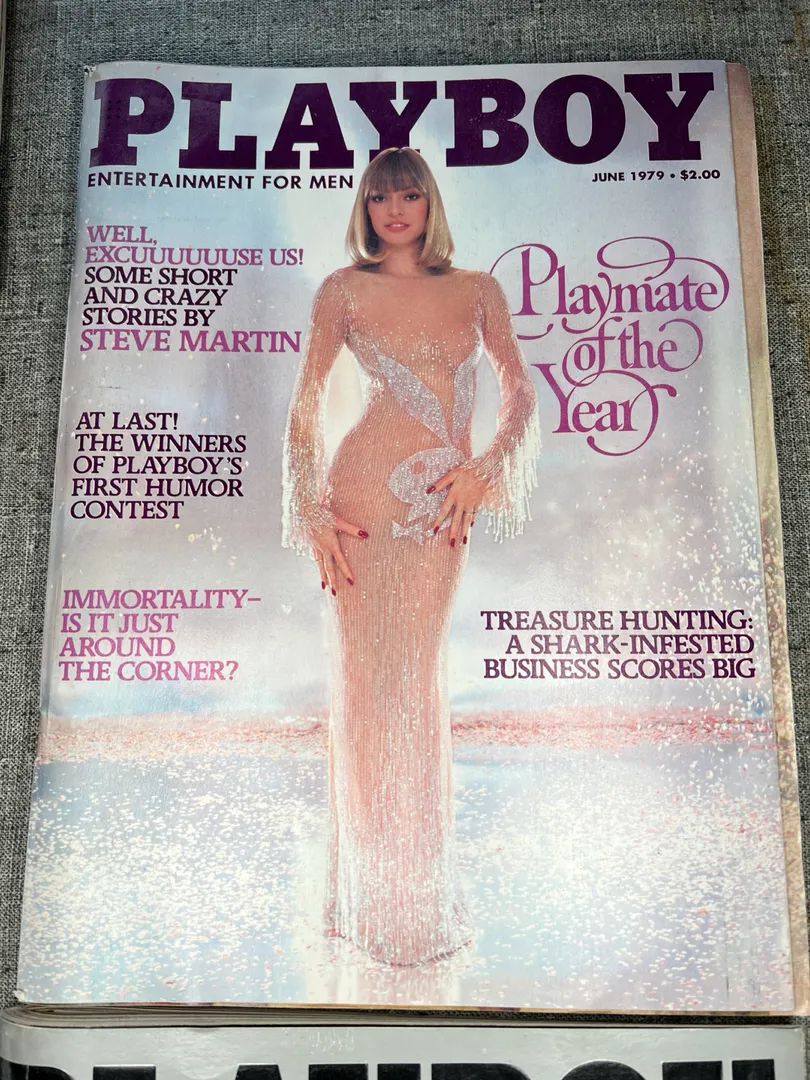 PLAYBOY
ENTERTAINMENT FOR MEN
JUNE 1979 • $2.00
WELL,
EXCUUUUUUSE US!
SOME SHORT
AND CRAZY
STORIES BY
STEVE MARTIN
Playmate
of the
Year
AT LAST!
THE WINNERS
OF PLAYBOY'S
FIRST HUMOR
CONTEST
IMMORTALITY–
IS IT JUST
AROUND
THE CORNER?
TREASURE HUNTING:
A SHARK-INFESTED
BUSINESS SCORES BIG
PLAYBOY